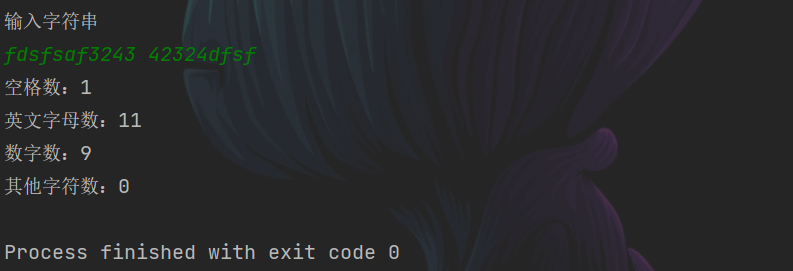 输入字符串
fdsfsaf3243 42324dfsf
空格数：1
英文字母数：11
数字数：9
其他字符数：0
Process finished with exit code 0